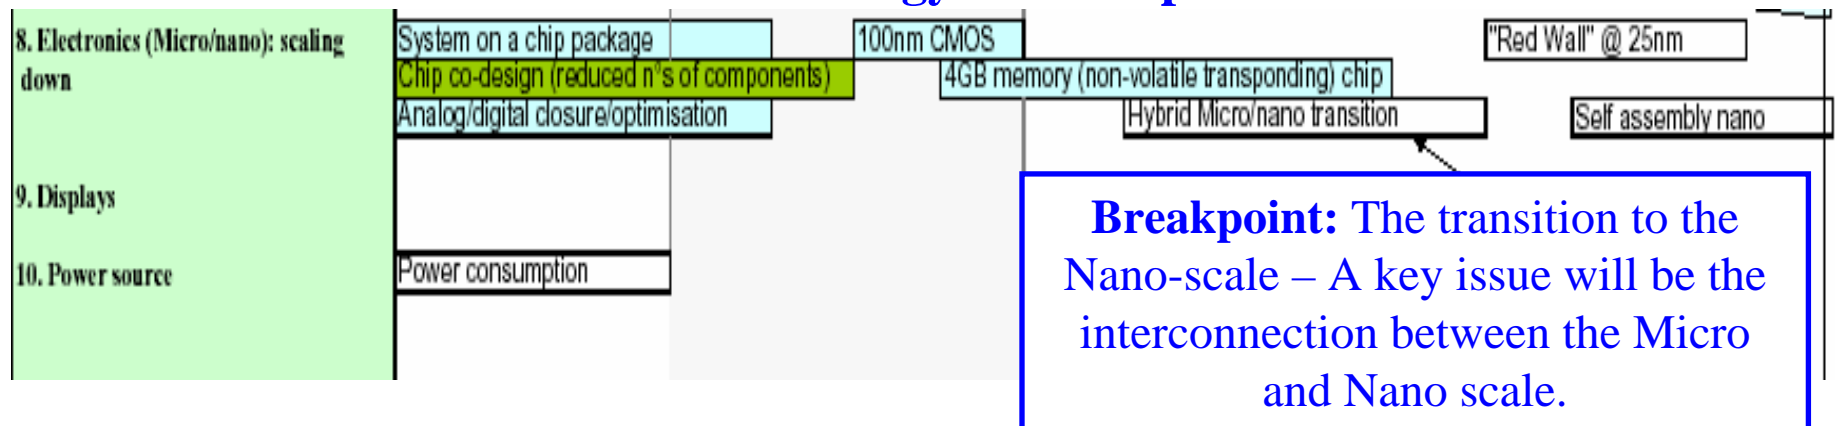 8. Electronics (Micro/nano): scaling
down
System on a chip package
100nm CMOS
"Red Wall" @ 25nm
Chip co-design (reduced n°s of components)
4GB memory (non-volatile transponding) chip
Analog/digital closure/optimisation
Hybrid Micro/nano transition
Self assembly nano
9. Displays
10. Power source
Power consumption
Breakpoint: The transition to the
Nano-scale – A key issue will be the
interconnection between the Micro
and Nano scale.